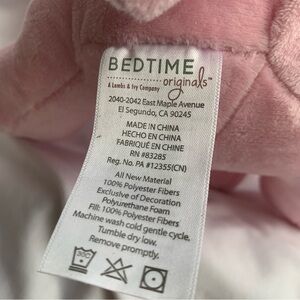 BEDTIME
originals™
A Lambs & Ivy Company
2040-2042 East Maple Avenue
El Segundo, CA 90245
MADE IN CHINA
HECHO EN CHINA
FABRIQUÉ EN CHINE
RN #83285
Reg. No. PA #12355(CN)
All New Material
100% Polyester Fibers
Exclusive of Decoration
Polyurethane Foam
Fill: 100% Polyester Fibers
Machine wash cold gentle cycle.
Tumble dry low.
Remove promptly.
30C